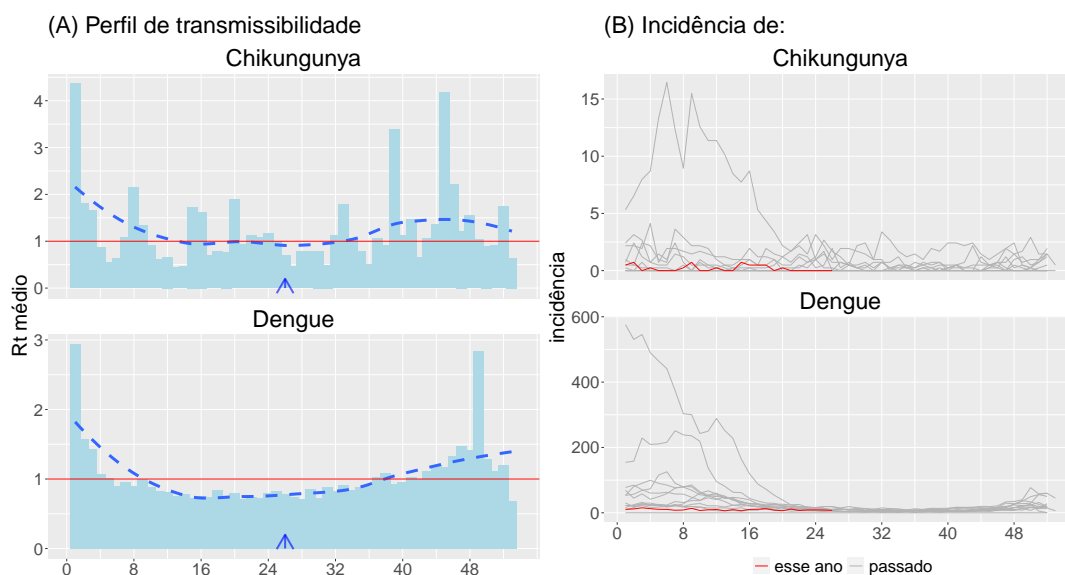 (A) Perfil de transmissibilidade
Chikungunya
4
3
2
1
0
Dengue
3
2
1
0
0 8 16 24 32 40 48
Rt médio
(B) Incidência de:
Chikungunya
15
10
5
0
Dengue
600
400
200
0
0 8 16 24 32 40 48
incidência
esse ano passado